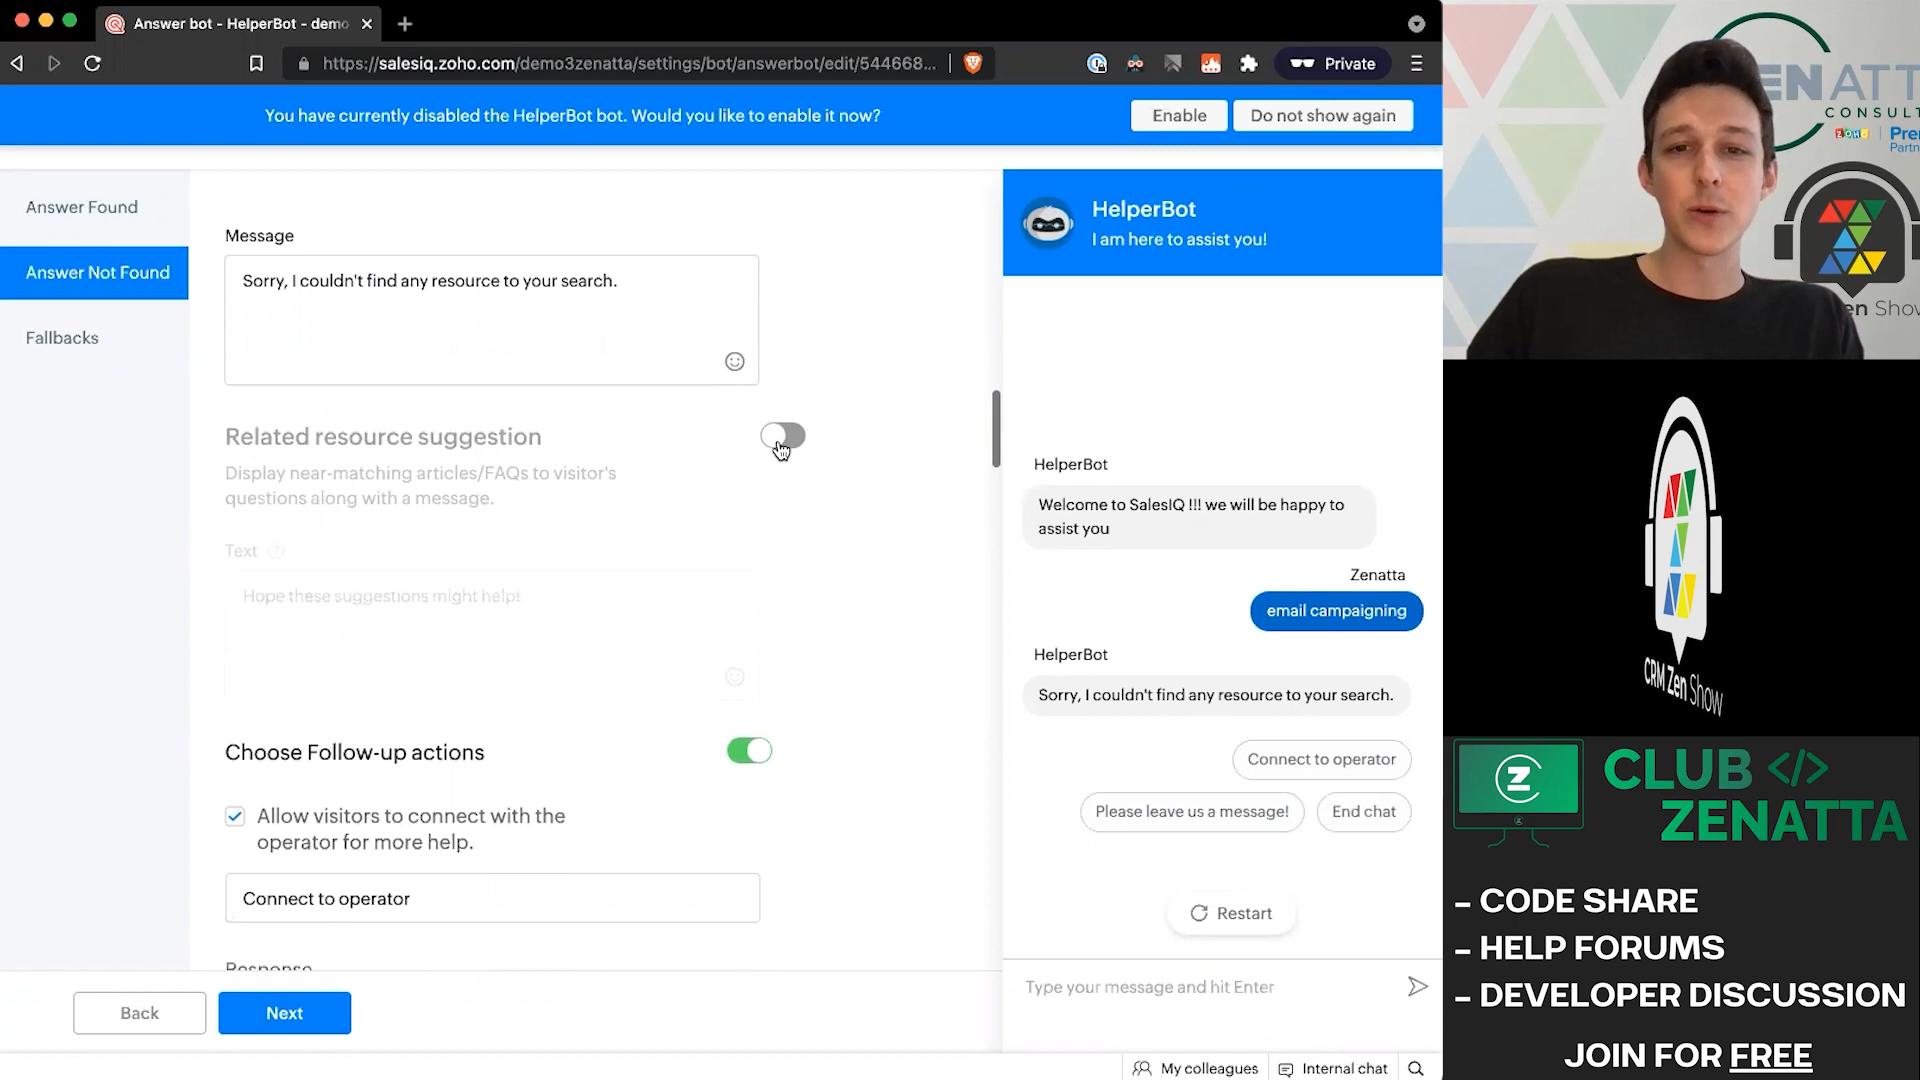 Answer bot - HelperBot - demo
https://salesiq.zoho.com/demo3zenatta/settings/bot/answerbot/edit/544668...
Private
You have currently disabled the HelperBot bot. Would you like to enable it now?
Enable
Do not show again
Answer Found
Answer Not Found
Fallbacks
Message
Sorry, I couldn't find any resource to your search.
Related resource suggestion
Display near-matching articles/FAQs to visitor's
questions along with a message.
Text
Hope these suggestions might help!
Choose Follow-up actions
Allow visitors to connect with the
operator for more help.
Connect to operator
Response
Back
Next
HelperBot
I am here to assist you!
HelperBot
Welcome to SalesIQ !!! we will be happy to
assist you
Zenatta
email campaigning
HelperBot
Sorry, I couldn't find any resource to your search.
Connect to operator
Please leave us a message!
End chat
Restart
Type your message and hit Enter
My colleagues
Internal chat
ENATT
CONSULT
ZOHO
Pre
Partn
en Show
CRM Zen Show
CLUB </>
ZENATTA
- CODE SHARE
- HELP FORUMS
- DEVELOPER DISCUSSION
JOIN FOR FREE